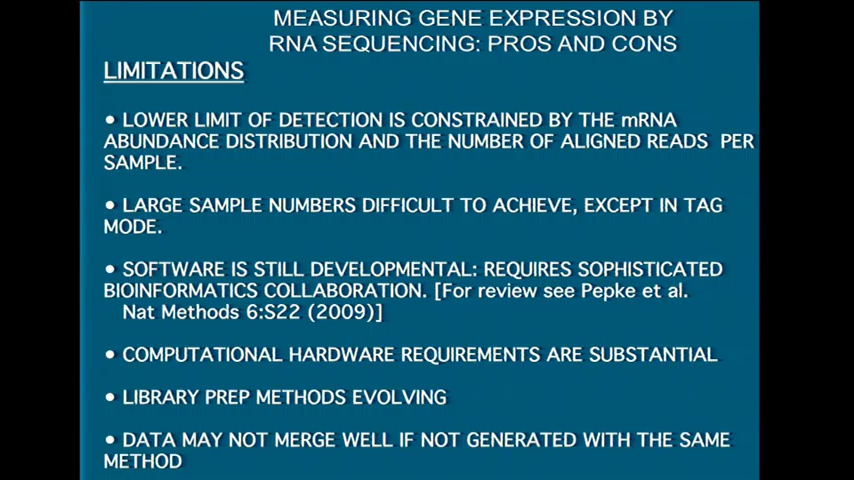 MEASURING GENE EXPRESSION BY
RNA SEQUENCING: PROS AND CONS
LIMITATIONS
• LOWER LIMIT OF DETECTION IS CONSTRAINED BY THE mRNA
ABUNDANCE DISTRIBUTION AND THE NUMBER OF ALIGNED READS PER
SAMPLE.
• LARGE SAMPLE NUMBERS DIFFICULT TO ACHIEVE, EXCEPT IN TAG
MODE.
• SOFTWARE IS STILL DEVELOPMENTAL: REQUIRES SOPHISTICATED
BIOINFORMATICS COLLABORATION. [For review see Pepke et al.
Nat Methods 6:S22 (2009)]
• COMPUTATIONAL HARDWARE REQUIREMENTS ARE SUBSTANTIAL
• LIBRARY PREP METHODS EVOLVING
• DATA MAY NOT MERGE WELL IF NOT GENERATED WITH THE SAME
METHOD